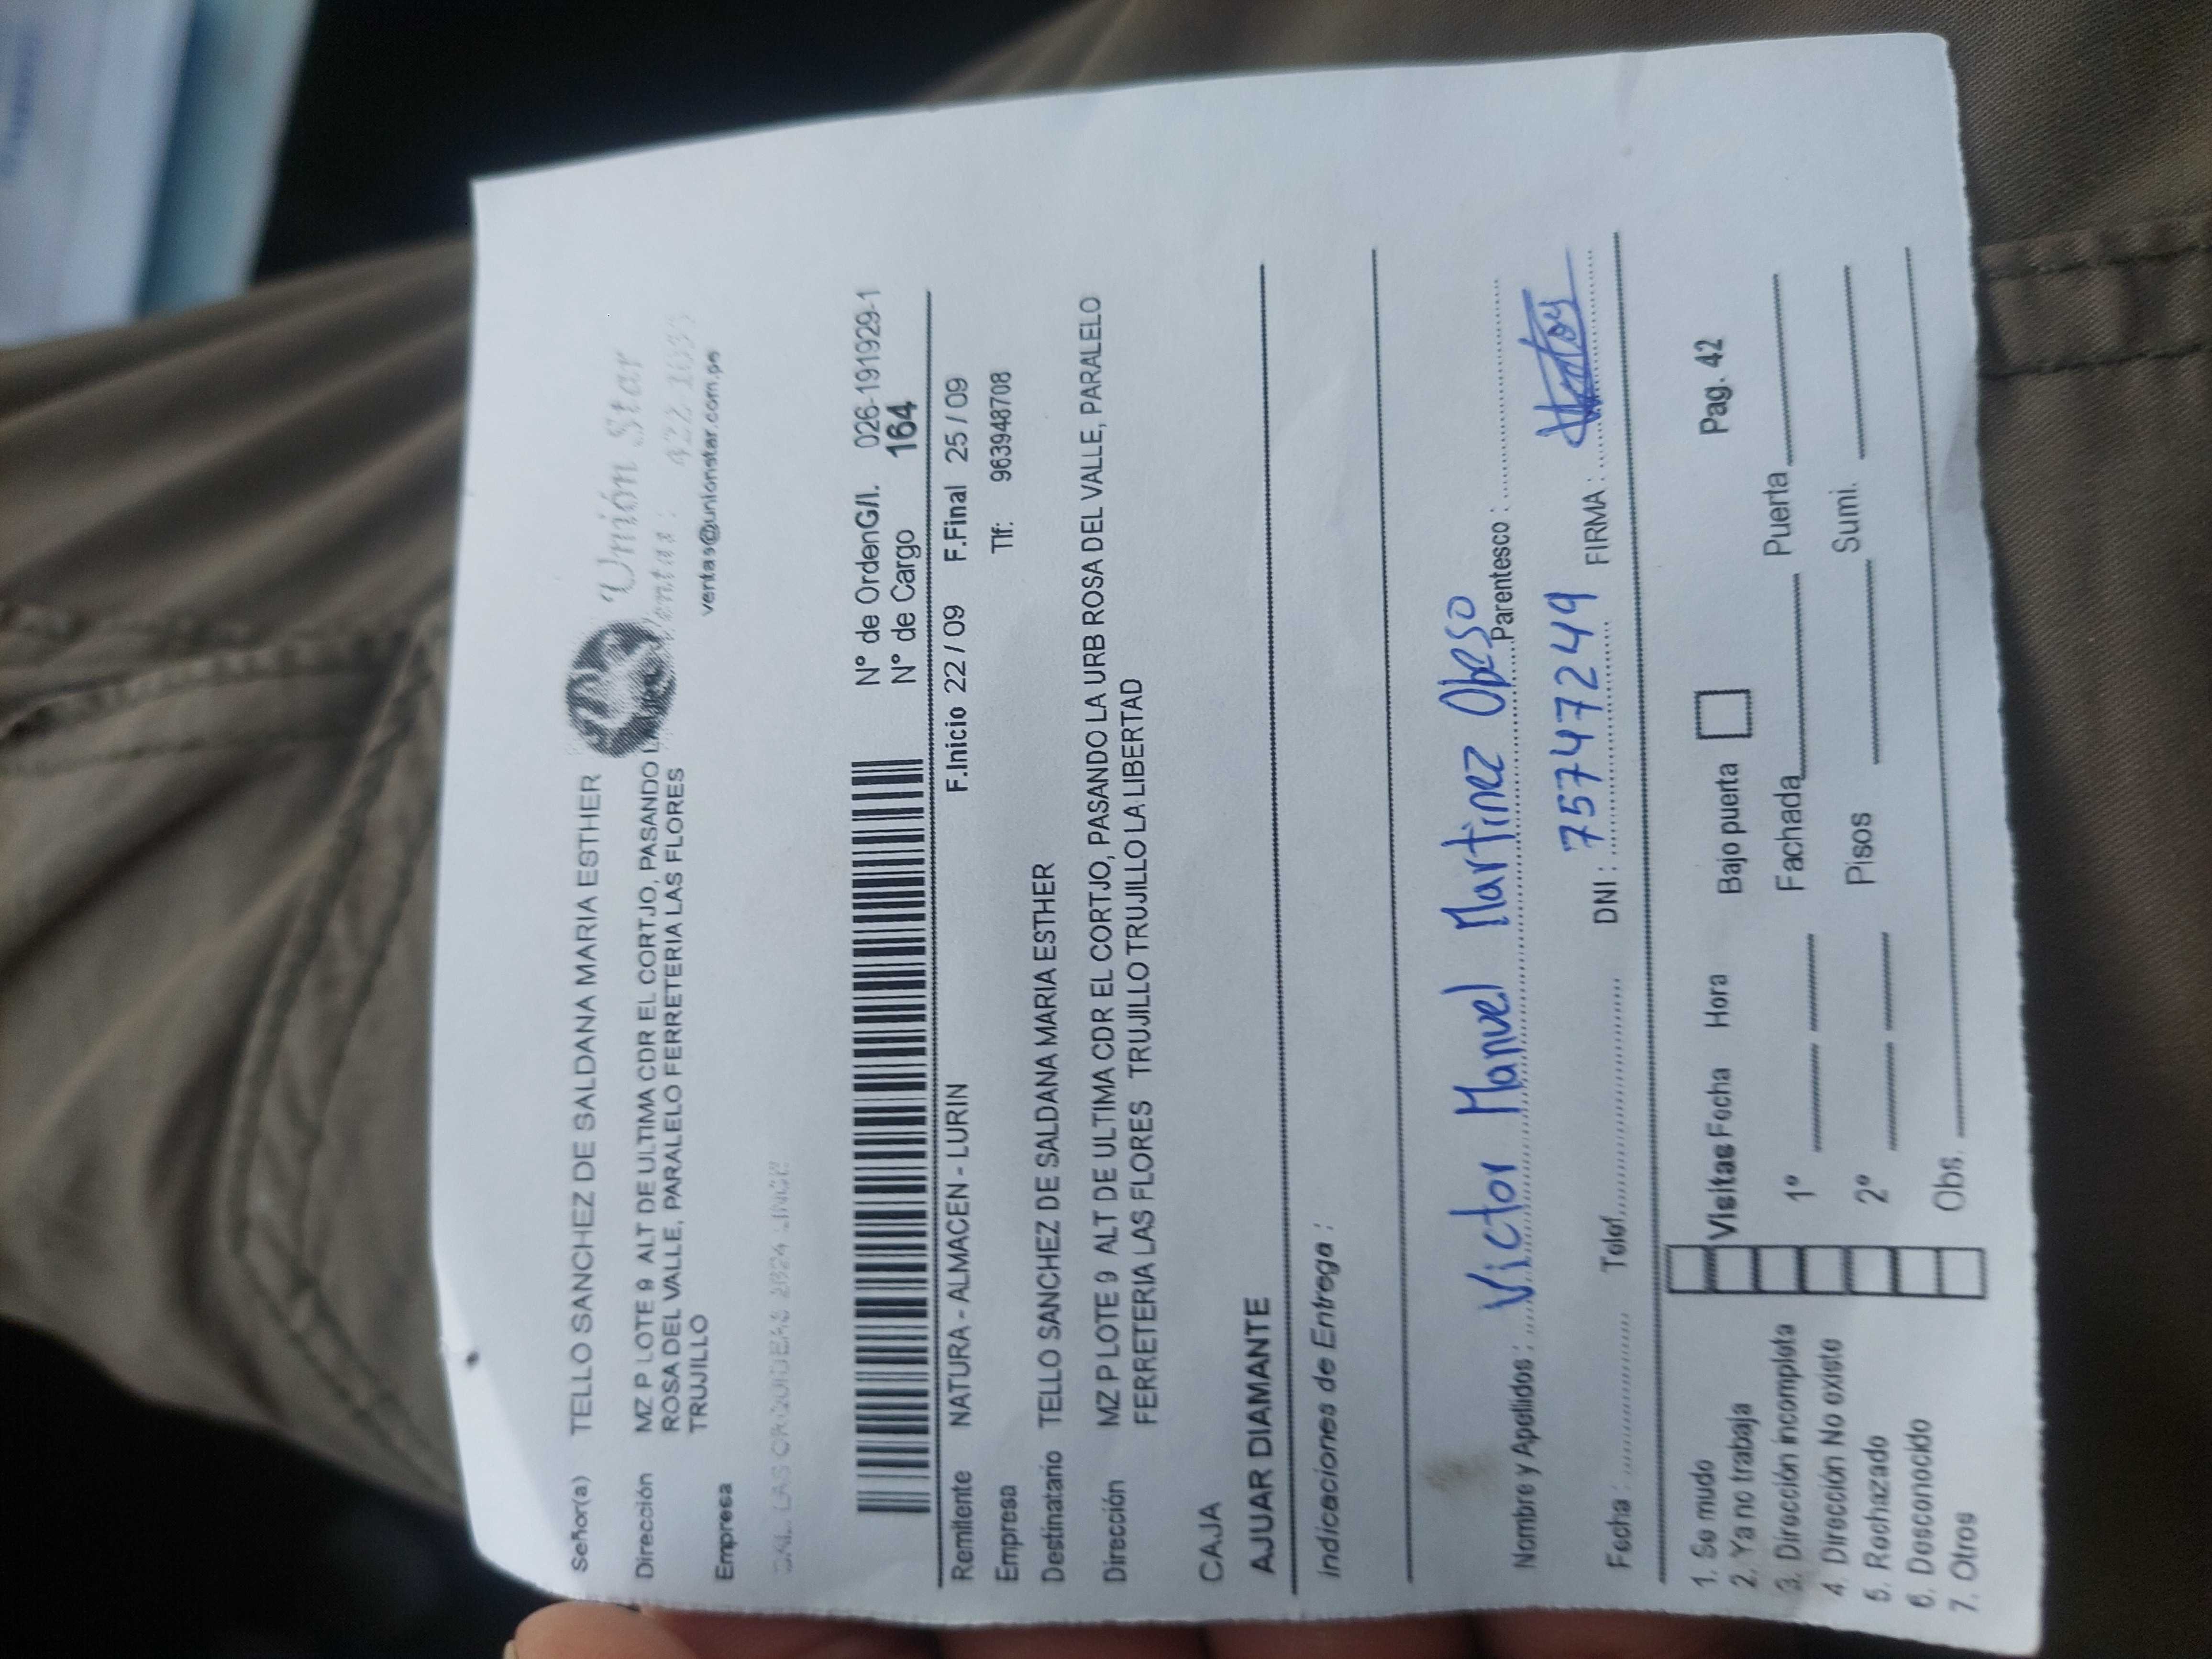 Señor(a) TELLO SANCHEZ DE SALDANA MARIA ESTHER
Unión Star
Dirección MZ P LOTE 9 ALT DE ULTIMA CDR EL CORTJO, PASANDO
ROSA DEL VALLE, PARALELO FERRETERIA LAS FLORES
TRUJILLO
ventas@unionstar.com.pe
Empresa
N° de OrdenG/I. 026-191929-1
N° de Cargo 164
F.Inicio 22 / 09 F.Final 25 / 09
Remitente NATURA - ALMACEN - LURIN
Empresa Tlf: 963948708
Destinatario TELLO SANCHEZ DE SALDANA MARIA ESTHER
Dirección MZ P LOTE 9 ALT DE ULTIMA CDR EL CORTJO, PASANDO LA URB ROSA DEL VALLE, PARALELO
FERRETERIA LAS FLORES TRUJILLO TRUJILLO LA LIBERTAD
CAJA
AJUAR DIAMANTE
Indicaciones de Entrega :
Nombre y Apellidos : Victor Manuel Martinez Obeso Parentesco :
Fecha : Telef. DNI : 75747249 FIRMA :
1. Se mudo
2. Ya no trabaja
3. Dirección incompleta
4. Dirección No existe
5. Rechazado
6. Desconocido
7. Otros
Visitas Fecha Hora Bajo puerta Pag. 42
1º Fachada Puerta
2º Pisos Sumi.
Obs.